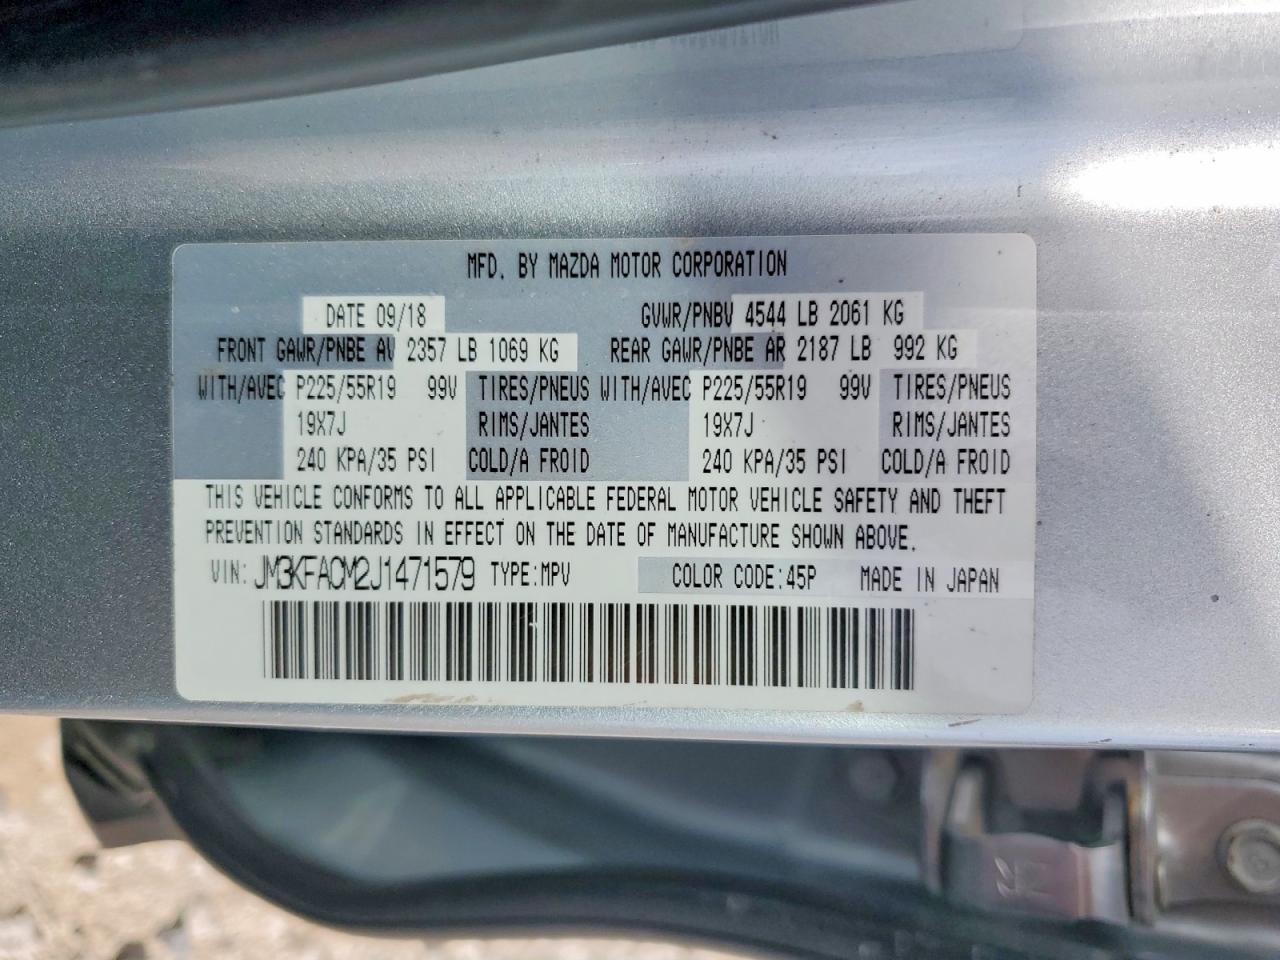 MFD. BY MAZDA MOTOR CORPORATION
DATE 09/18 GVWR/PNBV 4544 LB 2061 KG
FRONT GAWR/PNBE AV 2357 LB 1069 KG REAR GAWR/PNBE AR 2187 LB 992 KG
WITH/AVEC P225/55R19 99V TIRES/PNEUS WITH/AVEC P225/55R19 99V TIRES/PNEUS
19X7J RIMS/JANTES 19X7J RIMS/JANTES
240 KPA/35 PSI COLD/A FROID 240 KPA/35 PSI COLD/A FROID
THIS VEHICLE CONFORMS TO ALL APPLICABLE FEDERAL MOTOR VEHICLE SAFETY AND THEFT
PREVENTION STANDARDS IN EFFECT ON THE DATE OF MANUFACTURE SHOWN ABOVE.
VIN: JM3KFACM2J1471579 TYPE:MPV COLOR CODE:45P MADE IN JAPAN